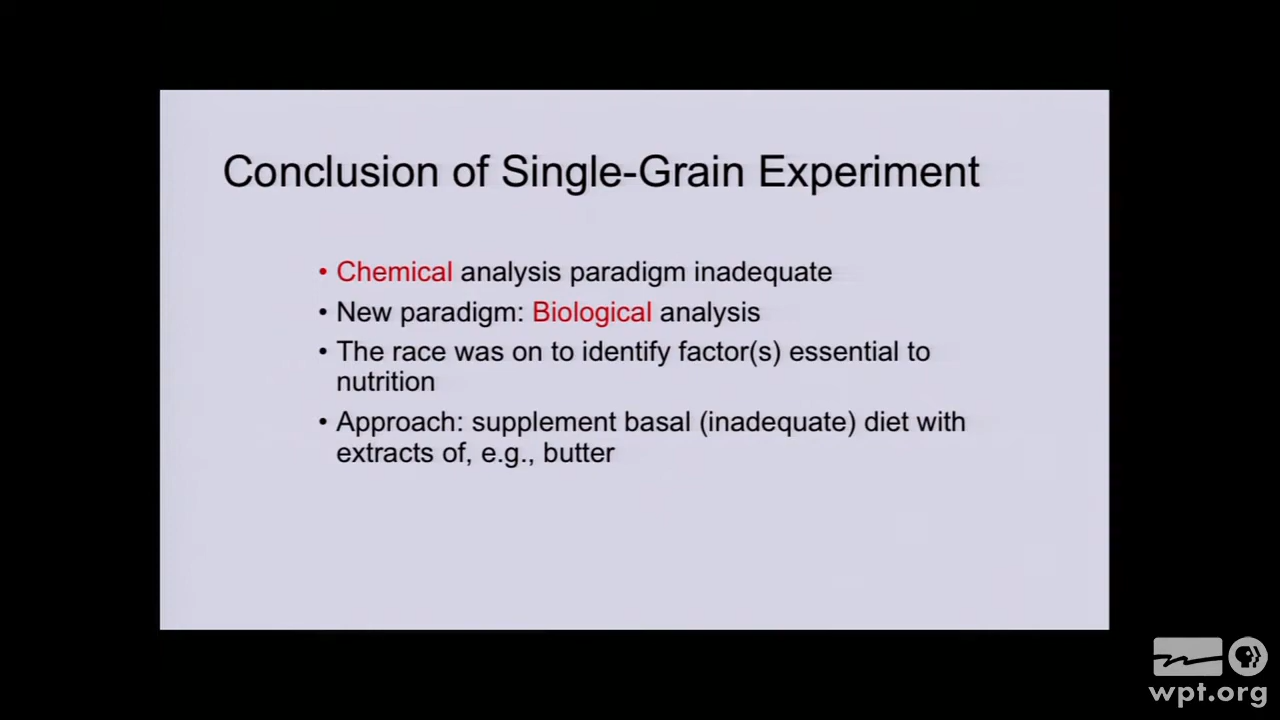 Conclusion of Single-Grain Experiment
• Chemical analysis paradigm inadequate
• New paradigm: Biological analysis
• The race was on to identify factor(s) essential to
nutrition
• Approach: supplement basal (inadequate) diet with
extracts of, e.g., butter
wpt.org